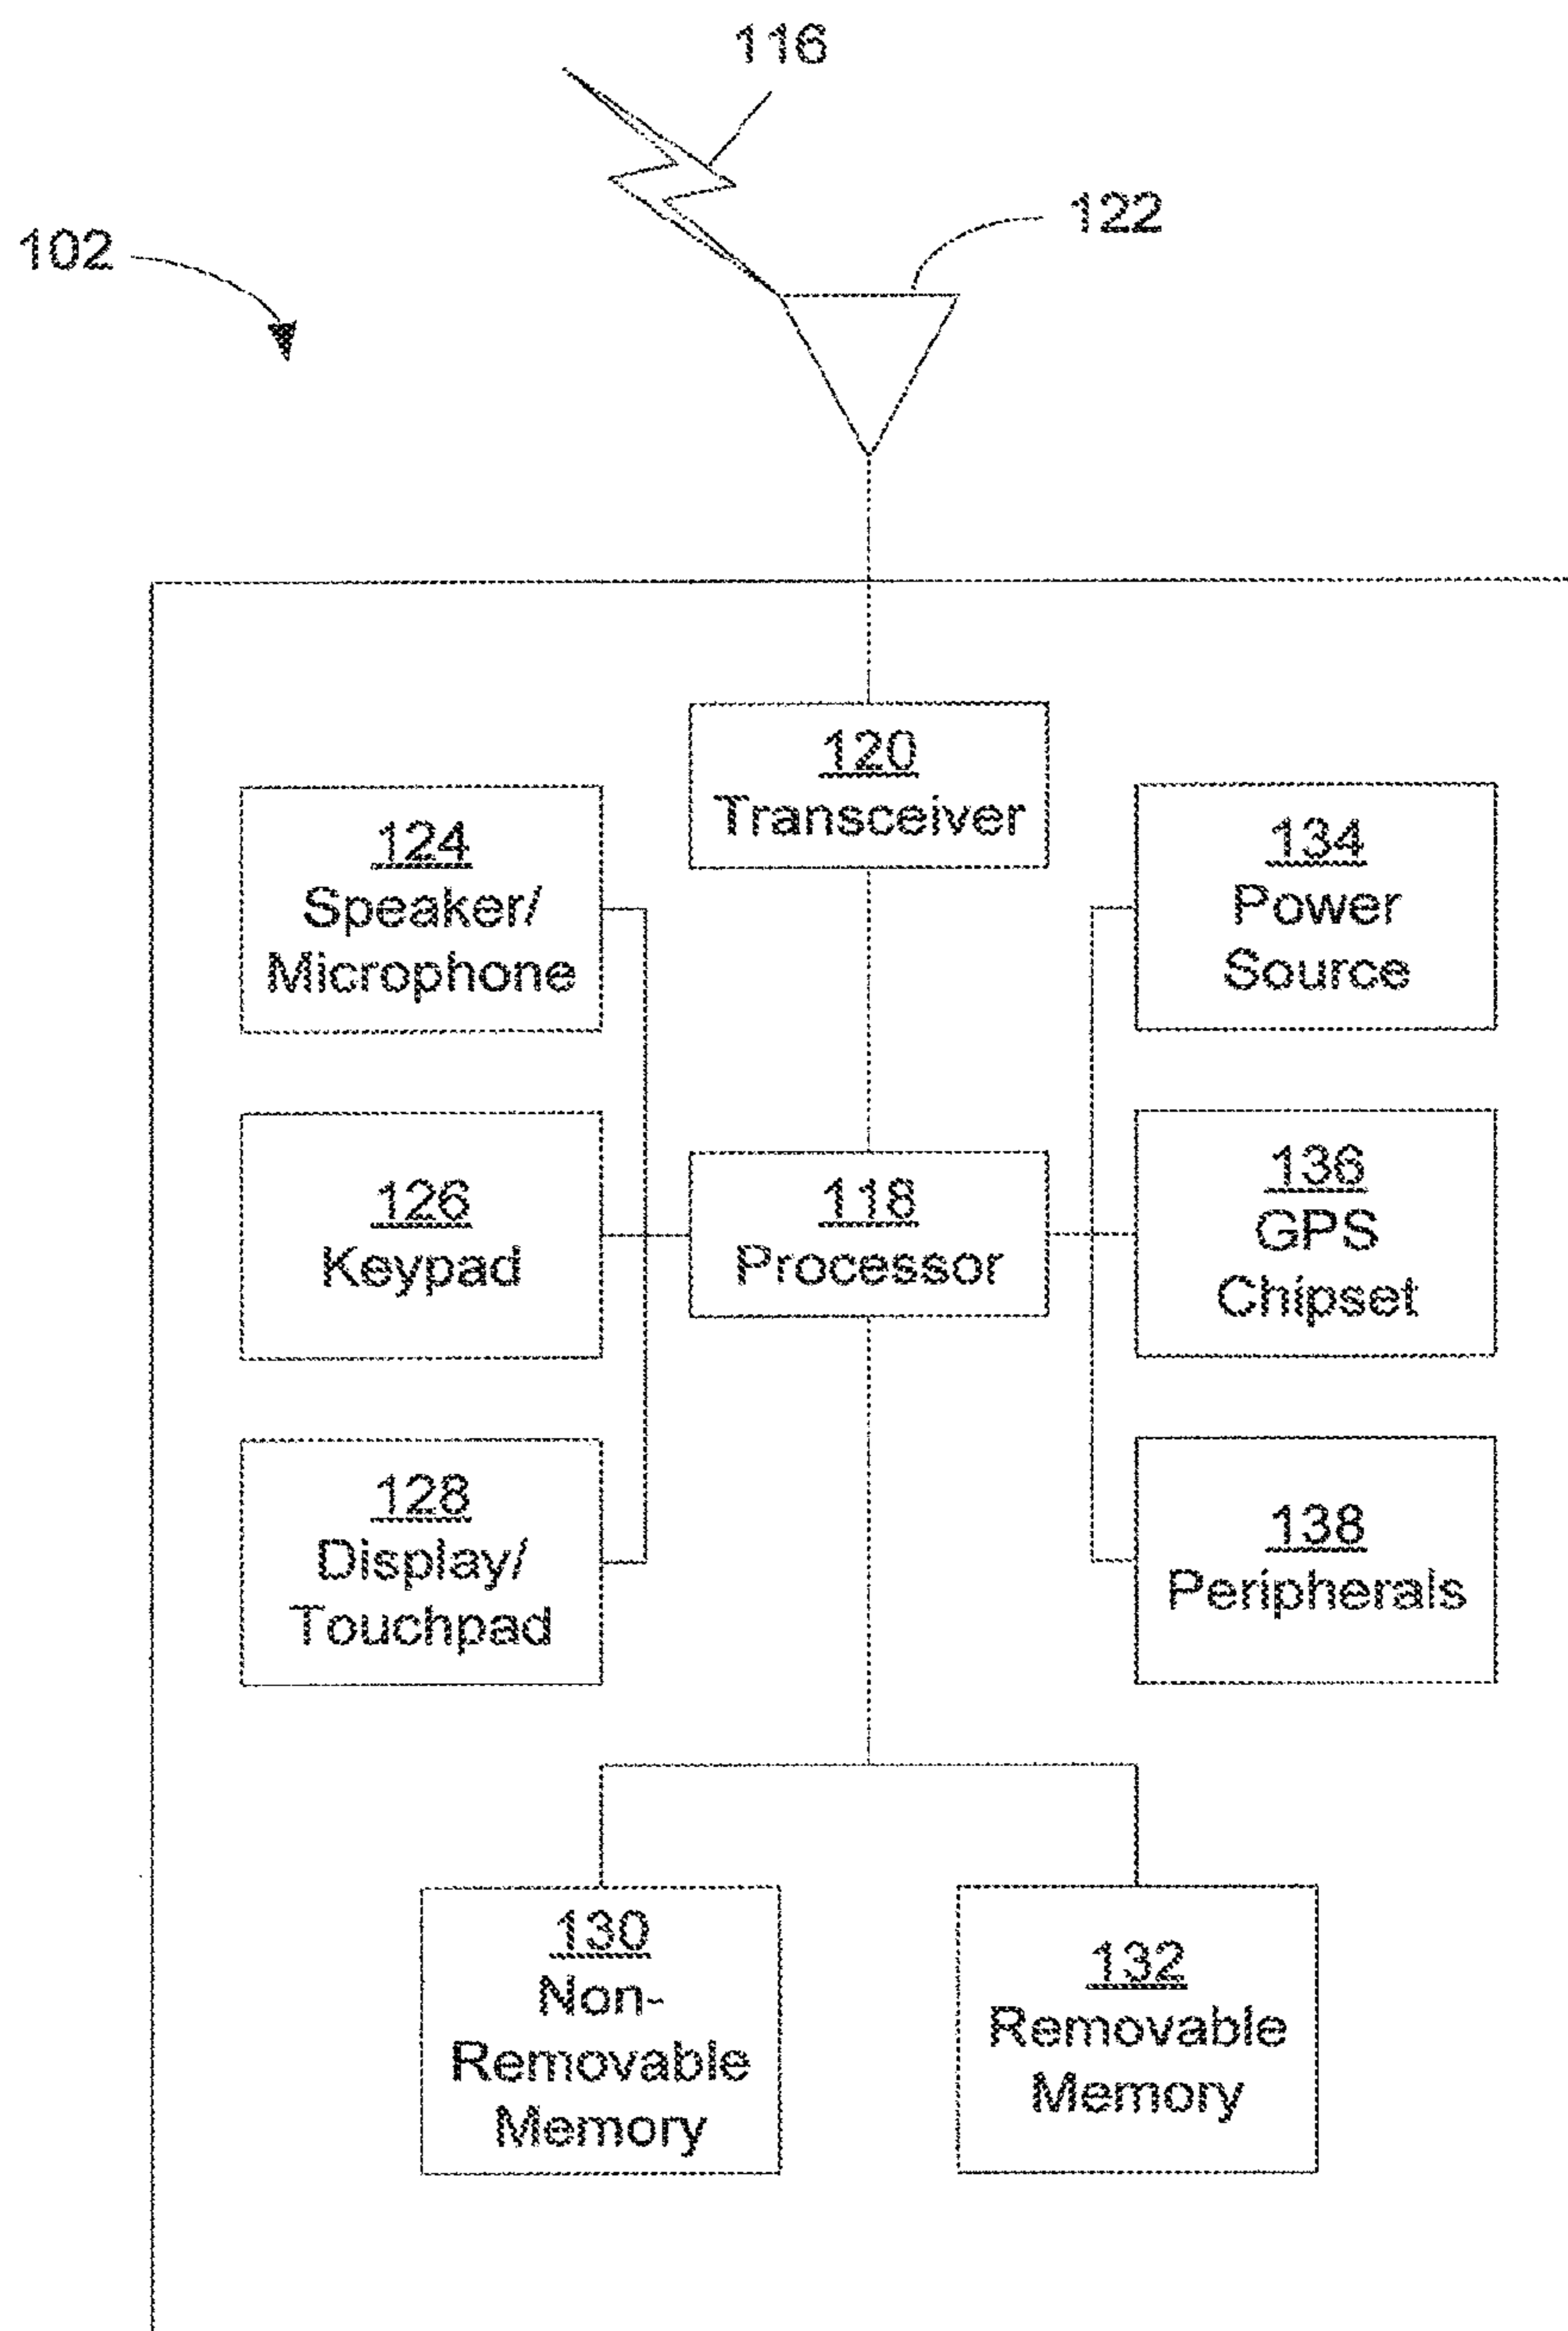 116
122
102
120
Transceiver
124
Speaker/
Microphone
134
Power
Source
126
Keypad
118
Processor
136
GPS
Chipset
128
Display/
Touchpad
138
Peripherals
130
Non-
Removable
Memory
132
Removable
Memory